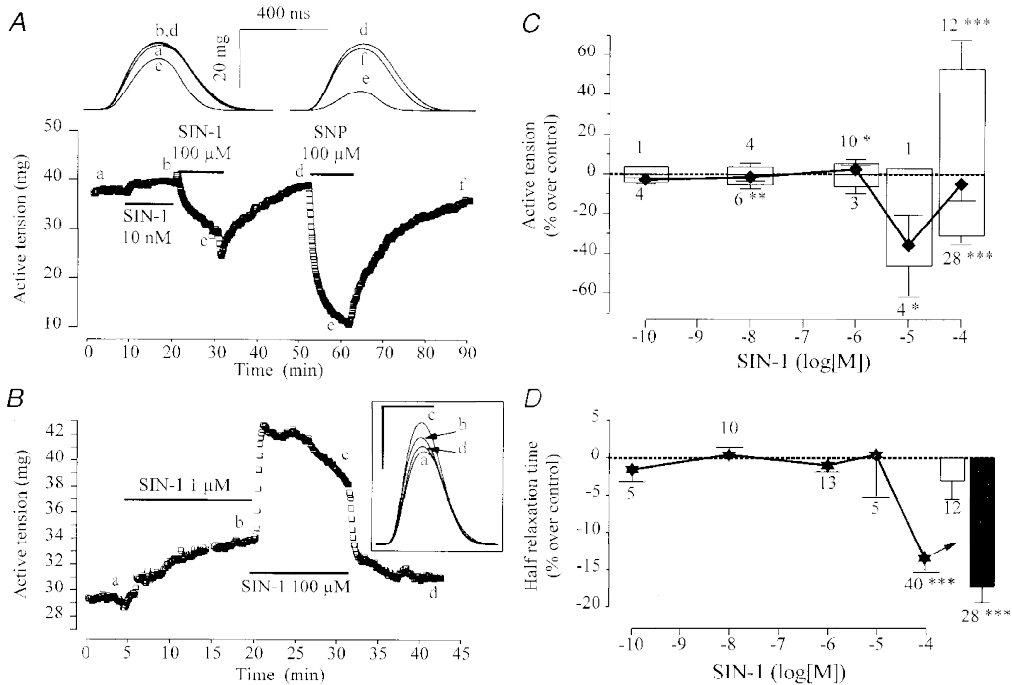 A
400 ms
20 mg
b,d
a
c
d
f
e
Active tension (mg)
50
40
30
20
10
SIN-1
100 µM
SNP
100 µM
a
b
SIN-1
10 nM
c
d
e
f
0 10 20 30 40 50 60 70 80 90
Time (min)
B
Active tension (mg)
42
40
38
36
34
32
30
28
SIN-1 1 µM
a
b
c
d
SIN-1 100 µM
c
b
d
a
0 5 10 15 20 25 30 35 40 45
Time (min)
C
Active tension
(% over control)
60
40
20
0
-20
-40
-60
1
4
4
6 **
10 *
3
1
4 *
12 ***
28 ***
-10 -9 -8 -7 -6 -5 -4
SIN-1 (log[M])
D
Half relaxation time
(% over control)
5
0
-5
-10
-15
-20
5
10
13
5
40 ***
12
28 ***
-10 -9 -8 -7 -6 -5 -4
SIN-1 (log[M])